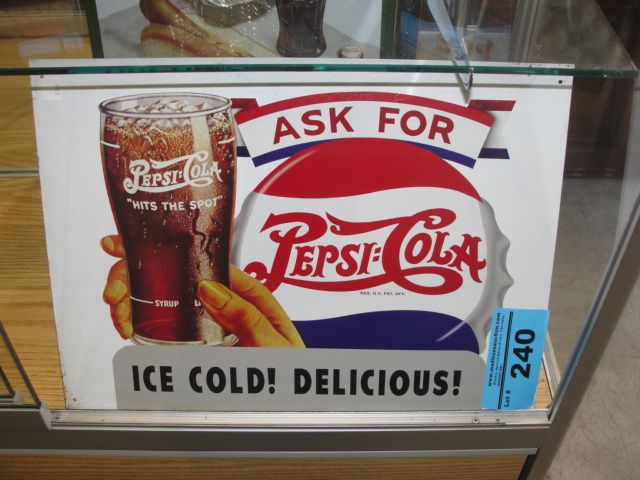 ASK FOR
PEPSI:COLA
"HITS THE SPOT"
PEPSI:COLA
REG. U.S. PAT. OFF.
SYRUP L
ICE COLD! DELICIOUS!
Lot # 240